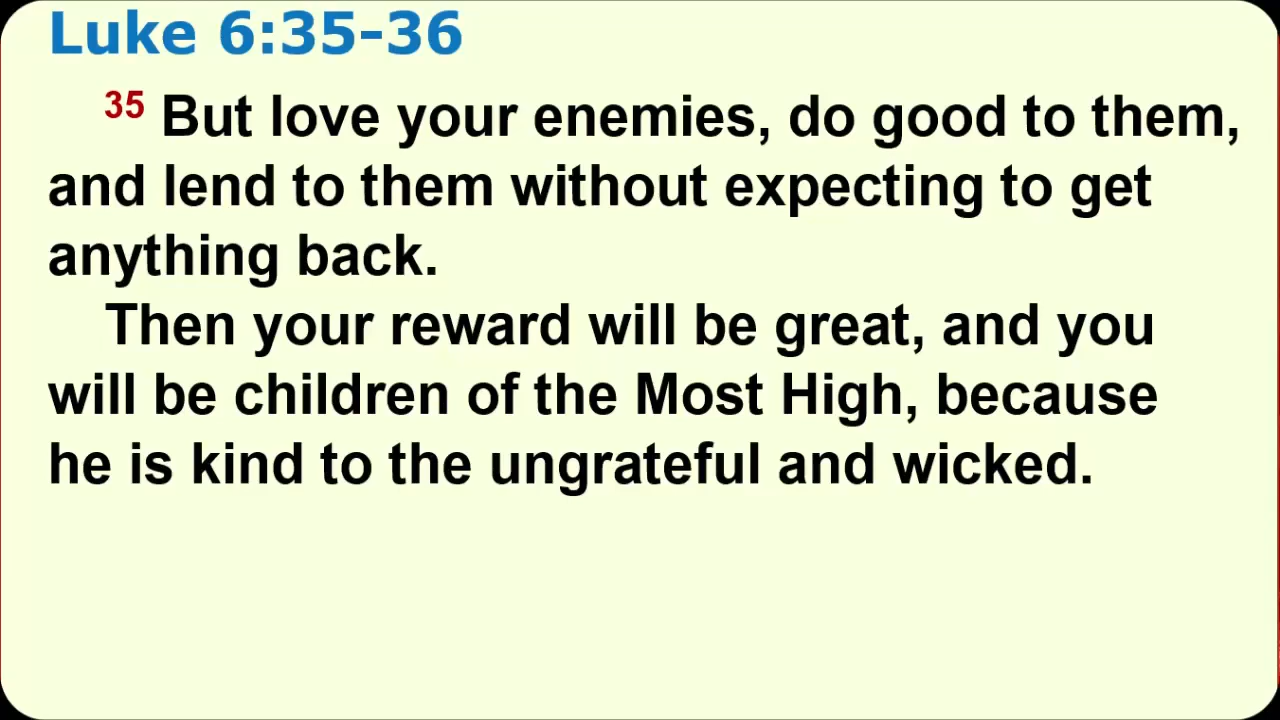 Luke 6:35-36
35 But love your enemies, do good to them,
and lend to them without expecting to get
anything back.
Then your reward will be great, and you
will be children of the Most High, because
he is kind to the ungrateful and wicked.